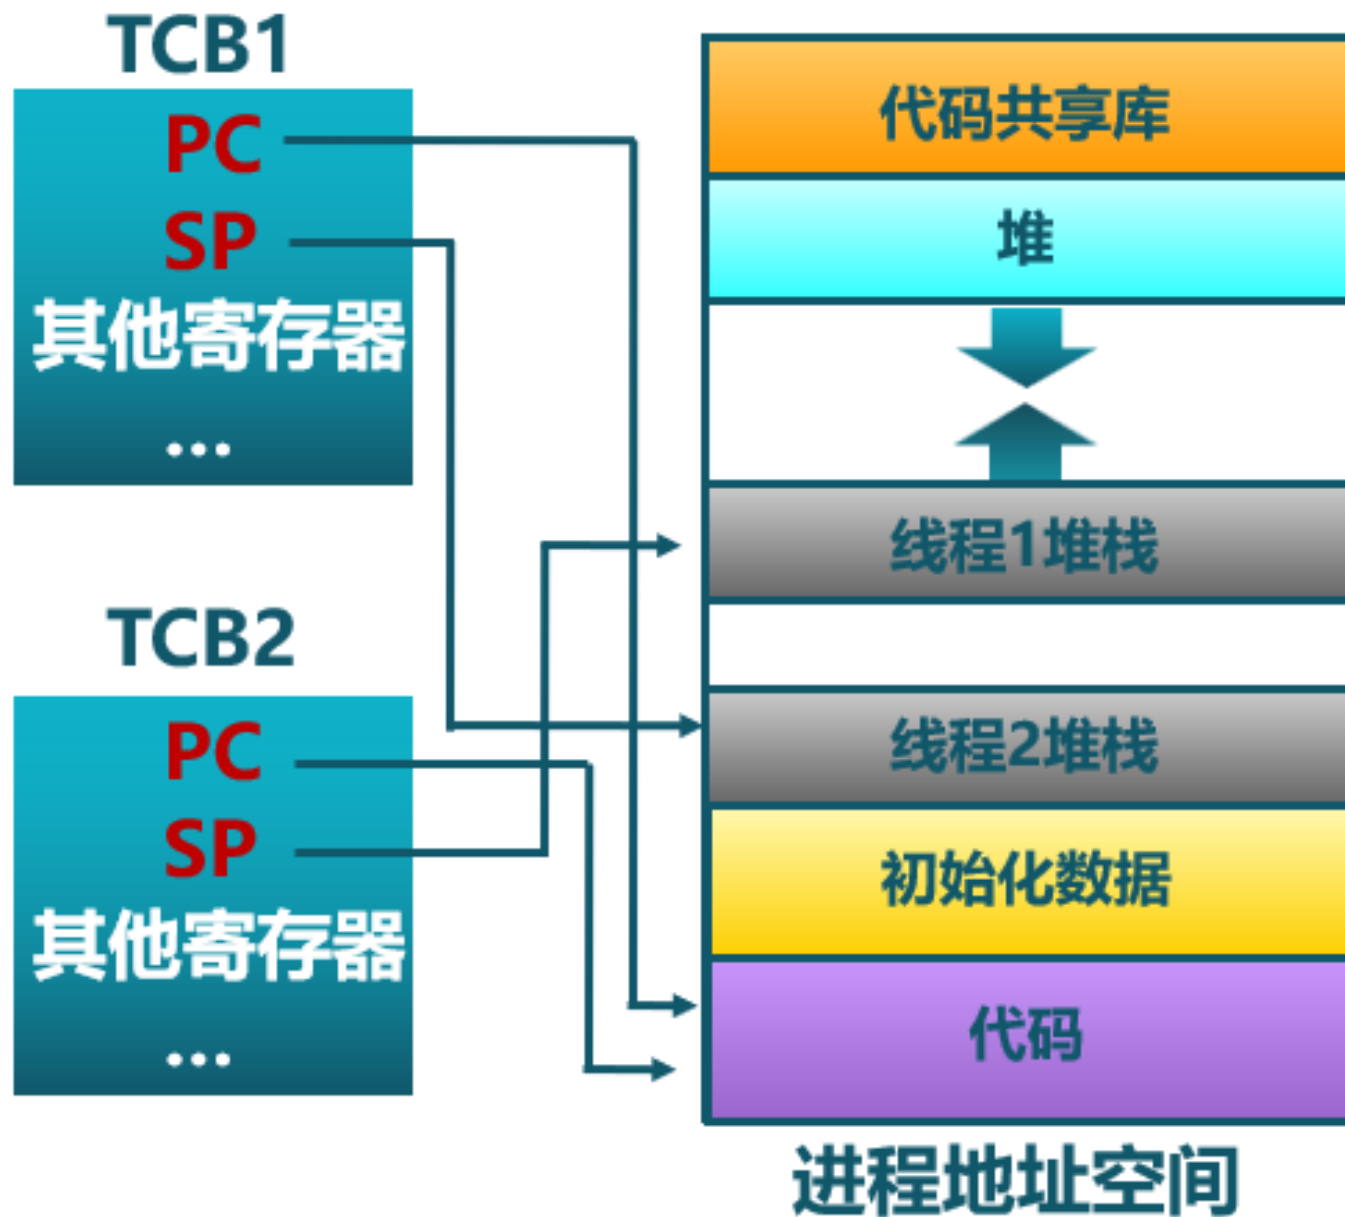 TCB1
PC
SP
其他寄存器
...
TCB2
PC
SP
其他寄存器
...
代码共享库
堆
线程1堆栈
线程2堆栈
初始化数据
代码
进程地址空间